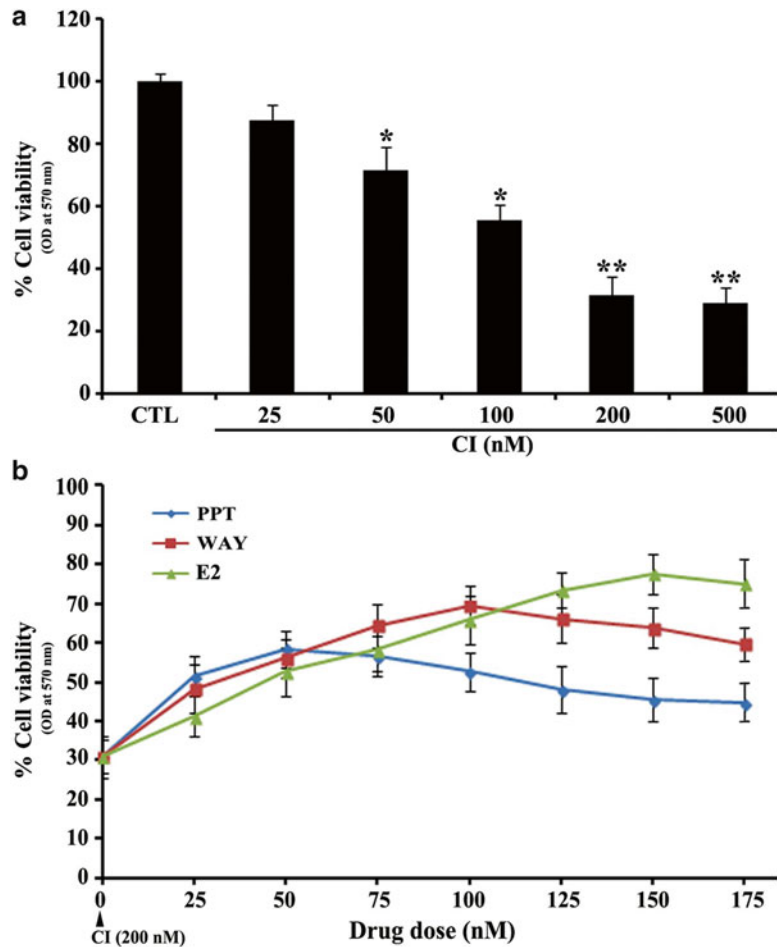 a
120
100
80
60
40
20
0
% Cell viability
(OD at 570 nm)
*
*
**
**
CTL 25 50 100 200 500
CI (nM)
b
100
90
80
70
60
50
40
30
20
10
0
% Cell viability
(OD at 570 nm)
PPT
WAY
E2
0 25 50 75 100 125 150 175
CI (200 nM)
Drug dose (nM)